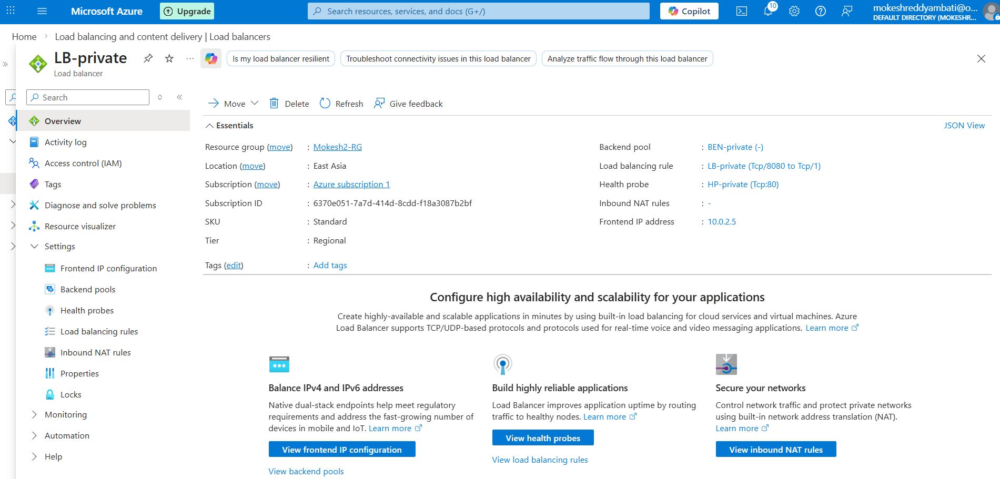 Microsoft Azure
Upgrade
Search resources, services, and docs (G+/)
Copilot
10
mokeshreddyambati@o...
DEFAULT DIRECTORY (MOKESHR...
Home > Load balancing and content delivery | Load balancers
LB-private
Load balancer
Is my load balancer resilient
Troubleshoot connectivity issues in this load balancer
Analyze traffic flow through this load balancer
Search
Overview
Activity log
Access control (IAM)
Tags
Diagnose and solve problems
Resource visualizer
Settings
Frontend IP configuration
Backend pools
Health probes
Load balancing rules
Inbound NAT rules
Properties
Locks
Monitoring
Automation
Help
Move
Delete
Refresh
Give feedback
Essentials
JSON View
Resource group (move) : Mokesh2-RG
Location (move) : East Asia
Subscription (move) : Azure subscription 1
Subscription ID : 6370e051-7a7d-414d-8cdd-f18a3087b2bf
SKU : Standard
Tier : Regional
Tags (edit) : Add tags
Backend pool : BEN-private (-)
Load balancing rule : LB-private (Tcp/8080 to Tcp/1)
Health probe : HP-private (Tcp:80)
Inbound NAT rules : -
Frontend IP address : 10.0.2.5
Configure high availability and scalability for your applications
Create highly-available and scalable applications in minutes by using built-in load balancing for cloud services and virtual machines. Azure
Load Balancer supports TCP/UDP-based protocols and protocols used for real-time voice and video messaging applications. Learn more
Balance IPv4 and IPv6 addresses
Native dual-stack endpoints help meet regulatory
requirements and address the fast-growing number of
devices in mobile and IoT. Learn more
View frontend IP configuration
View backend pools
Build highly reliable applications
Load Balancer improves application uptime by routing
traffic to healthy nodes. Learn more
View health probes
View load balancing rules
Secure your networks
Control network traffic and protect private networks
using built-in network address translation (NAT).
Learn more
View inbound NAT rules